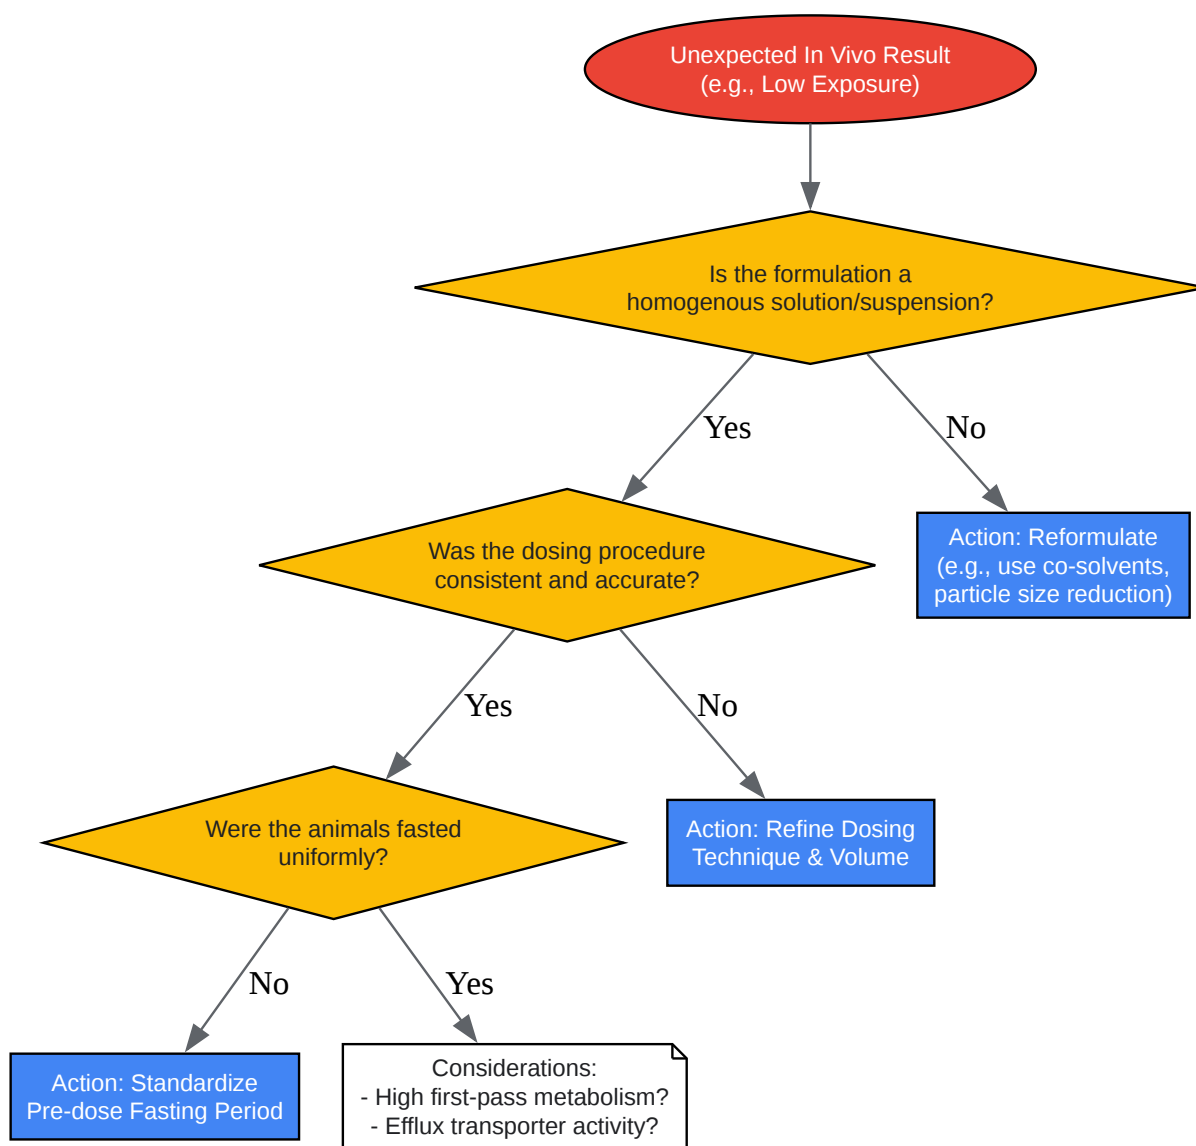 Unexpected In Vivo Result
(e.g., Low Exposure)
Is the formulation a
homogenous solution/suspension?
Yes
No
Was the dosing procedure
consistent and accurate?
Action: Reformulate
(e.g., use co-solvents,
particle size reduction)
Yes
No
Were the animals fasted
uniformly?
Action: Refine Dosing
Technique & Volume
No
Yes
Action: Standardize
Pre-dose Fasting Period
Considerations:
- High first-pass metabolism?
- Efflux transporter activity?